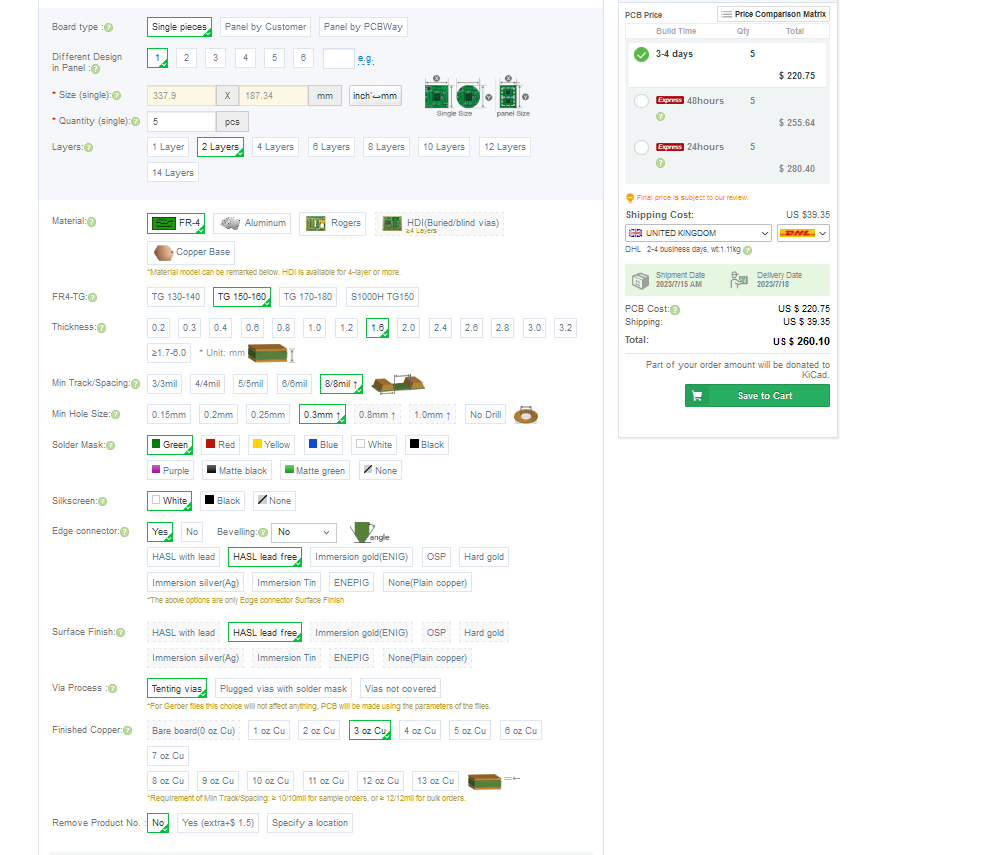 Board type :
Single pieces
Panel by Customer
Panel by PCBWay
Different Design
in Panel :
1
2
3
4
5
6
e.g.
* Size (single):
337.9
X
187.34
mm
inch⇌mm
Single Size
panel Size
* Quantity (single):
5
pcs
Layers:
1 Layer
2 Layers
4 Layers
6 Layers
8 Layers
10 Layers
12 Layers
14 Layers
Material:
FR-4
Aluminum
Rogers
HDI(Buried/blind vias)
≥4 Layers
Copper Base
*Material model can be remarked below. HDI is available for 4-layer or more.
FR4-TG:
TG 130-140
TG 150-160
TG 170-180
S1000H TG150
Thickness:
0.2
0.3
0.4
0.6
0.8
1.0
1.2
1.6
2.0
2.4
2.6
2.8
3.0
3.2
≥1.7-6.0
* Unit: mm
Min Track/Spacing:
3/3mil
4/4mil
5/5mil
6/6mil
8/8mil ↑
Min Hole Size:
0.15mm
0.2mm
0.25mm
0.3mm ↑
0.8mm ↑
1.0mm ↑
No Drill
Solder Mask:
Green
Red
Yellow
Blue
White
Black
Purple
Matte black
Matte green
None
Silkscreen:
White
Black
None
Edge connector:
Yes
No
Bevelling:
No
angle
HASL with lead
HASL lead free
Immersion gold(ENIG)
OSP
Hard gold
Immersion silver(Ag)
Immersion Tin
ENEPIG
None(Plain copper)
*The above options are only Edge connector Surface Finish
Surface Finish:
HASL with lead
HASL lead free
Immersion gold(ENIG)
OSP
Hard gold
Immersion silver(Ag)
Immersion Tin
ENEPIG
None(Plain copper)
Via Process :
Tenting vias
Plugged vias with solder mask
Vias not covered
*For Gerber files this choice will not affect anything, PCB will be made using the parameters of the files.
Finished Copper:
Bare board(0 oz Cu)
1 oz Cu
2 oz Cu
3 oz Cu
4 oz Cu
5 oz Cu
6 oz Cu
7 oz Cu
8 oz Cu
9 oz Cu
10 oz Cu
11 oz Cu
12 oz Cu
13 oz Cu
*Requirement of Min Track/Spacing: ≥ 10/10mil for sample orders, or ≥ 12/12mil for bulk orders.
Remove Product No. :
No
Yes (extra+$ 1.5)
Specify a location
PCB Price
Price Comparison Matrix
Build Time
Qty
Total
3-4 days
5
$ 220.75
Express 48hours
5
$ 255.64
Express 24hours
5
$ 280.40
Final price is subject to our review.
Shipping Cost:
US $39.35
UNITED KINGDOM
DHL
DHL 2-4 business days, wt:1.11kg
Shipment Date
2023/7/15 AM
Delivery Date
2023/7/18
PCB Cost:
US $ 220.75
Shipping:
US $ 39.35
Total:
US $ 260.10
Part of your order amount will be donated to
KiCad.
Save to Cart